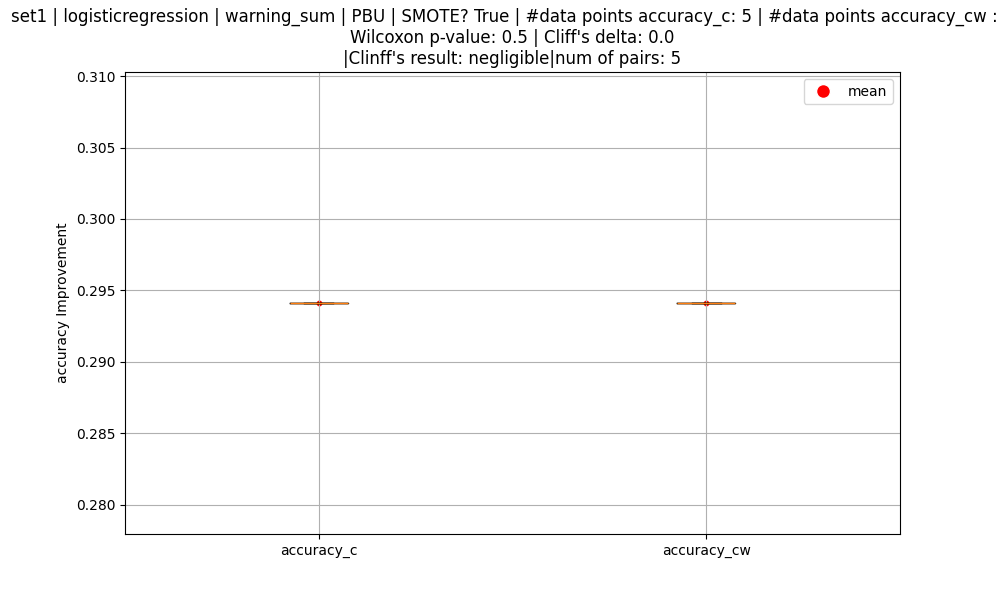 set1 | logisticregression | warning_sum | PBU | SMOTE? True | #data points accuracy_c: 5 | #data points accuracy_cw :
Wilcoxon p-value: 0.5 | Cliff's delta: 0.0
|Clinff's result: negligible|num of pairs: 5
mean
0.310
0.305
0.300
0.295
0.290
0.285
0.280
accuracy Improvement
accuracy_c
accuracy_cw